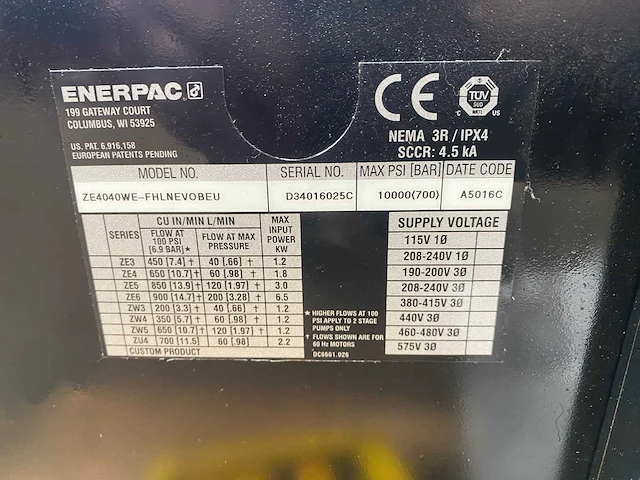 ENERPAC
199 GATEWAY COURT
COLUMBUS, WI 53925
US. PAT. 6,916,158
EUROPEAN PATENTS PENDING
CE
TÜV
SÜD
C US
NEMA 3R / IPX4
SCCR: 4.5 kA
MODEL NO. SERIAL NO. MAX PSI [BAR] DATE CODE
ZE4040WE-FHLNEVOBEU D34016025C 10000(700) A5016C
SERIES CU IN/MIN L/MIN MAX INPUT POWER KW
FLOW AT 100 PSI [6.9 BAR]★ FLOW AT MAX PRESSURE
ZE3 450 [7.4] † 40 [.66] † 1.2
ZE4 650 [10.7] † 60 [.98] † 1.8
ZE5 850 [13.9] † 120 [1.97] † 3.0
ZE6 900 [14.7] † 200 [3.28] † 6.5
ZW3 200 [3.3] † 40 [.66] † 1.2
ZW4 350 [5.7] † 60 [.98] † 1.2
ZW5 650 [10.7] † 120 [1.97] † 1.2
ZU4 700 [11.5] 60 [.98] 2.2
CUSTOM PRODUCT
★ HIGHER FLOWS AT 100
PSI APPLY TO 2 STAGE
PUMPS ONLY
† FLOWS SHOWN ARE FOR
60 Hz MOTORS
DC6661.026
SUPPLY VOLTAGE
115V 1Ø
208-240V 1Ø
190-200V 3Ø
208-240V 3Ø
380-415V 3Ø
440V 3Ø
460-480V 3Ø
575V 3Ø